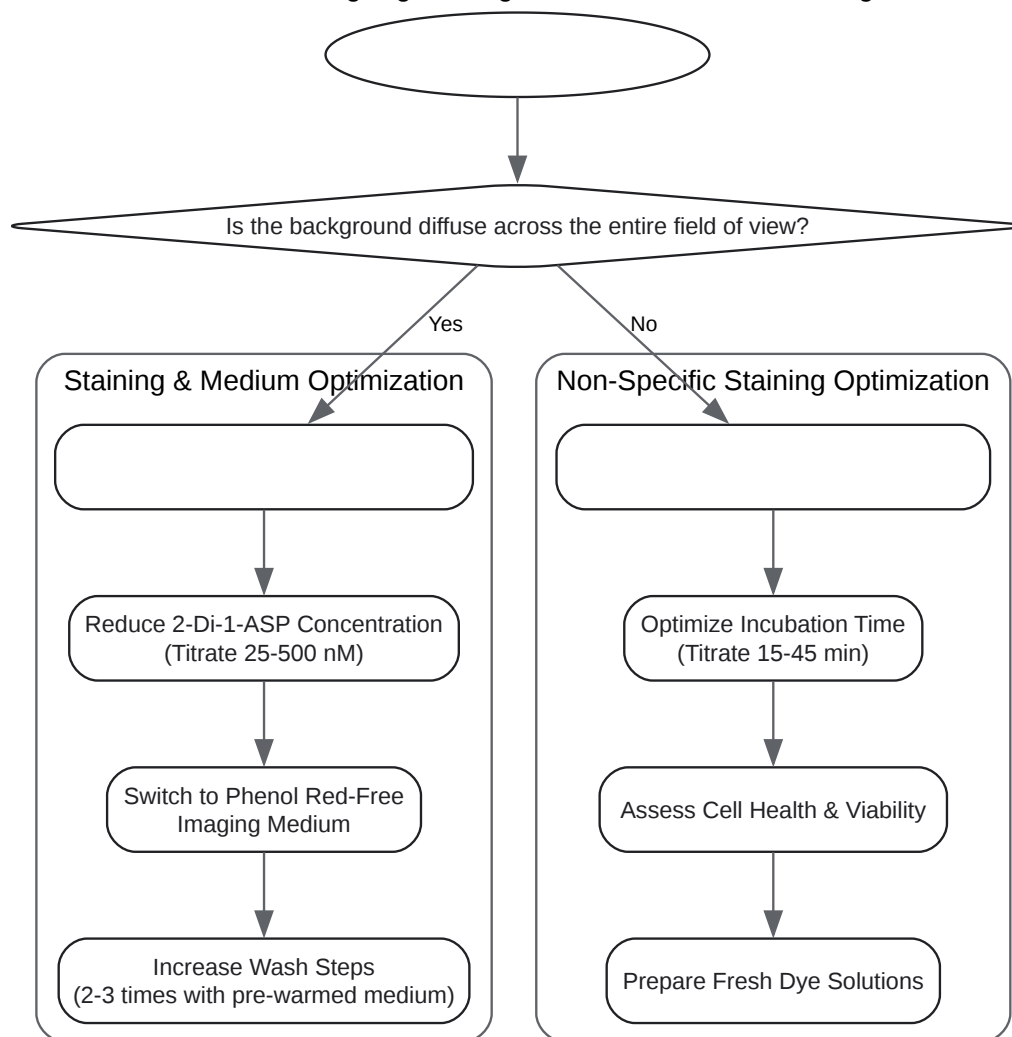 Is the background diffuse across the entire field of view?
Yes
No
Staining & Medium Optimization
Non-Specific Staining Optimization
Reduce 2-Di-1-ASP Concentration
(Titrate 25-500 nM)
Optimize Incubation Time
(Titrate 15-45 min)
Switch to Phenol Red-Free
Imaging Medium
Assess Cell Health & Viability
Increase Wash Steps
(2-3 times with pre-warmed medium)
Prepare Fresh Dye Solutions